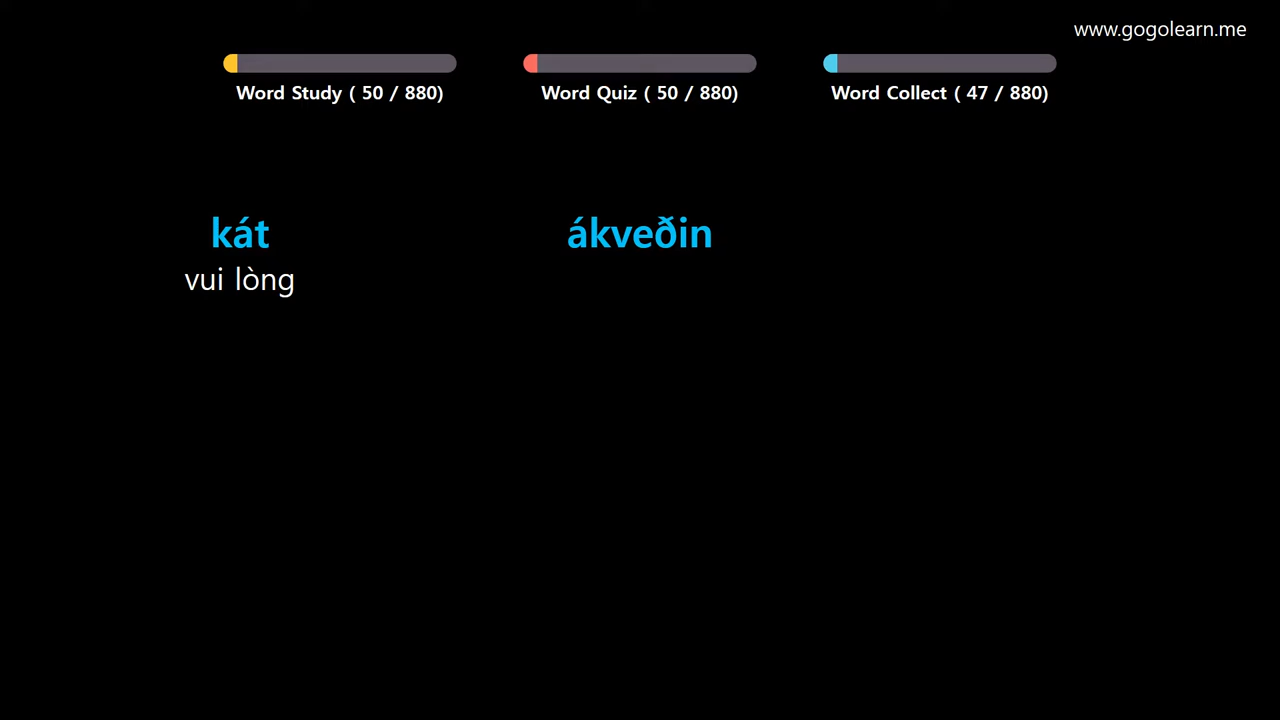 www.gogolearn.me
Word Study ( 50 / 880)
Word Quiz ( 50 / 880)
Word Collect ( 47 / 880)
kát
ákveðin
vui lòng